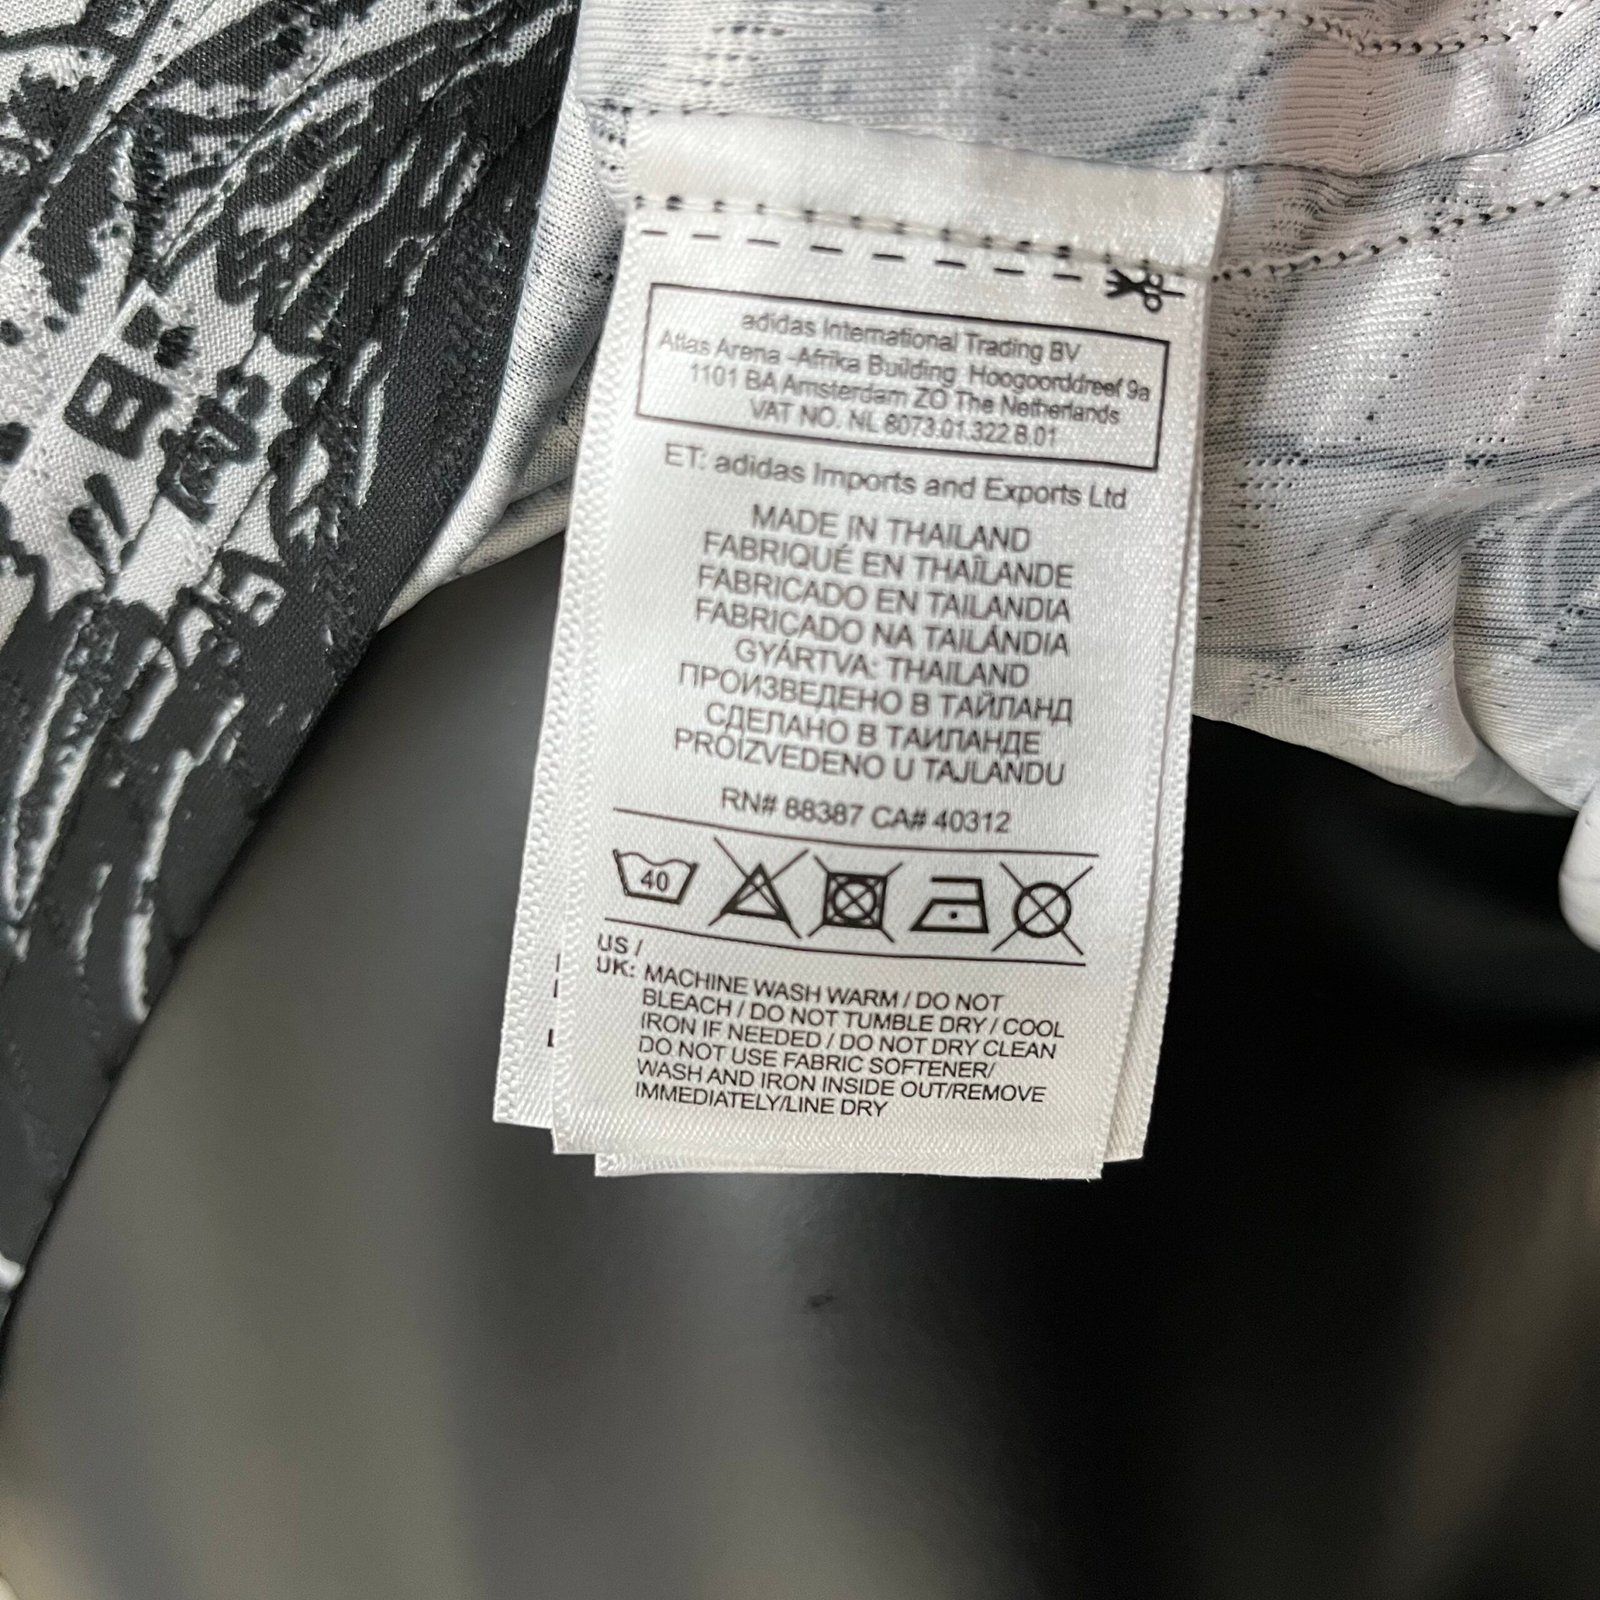 adidas International Trading BV
Atlas Arena -Afrika Building Hoogoorddreef 9a
1101 BA Amsterdam ZO The Netherlands
VAT NO. NL 8073.01.322.B.01
ET: adidas Imports and Exports Ltd
MADE IN THAILAND
FABRIQUÉ EN THAÏLANDE
FABRICADO EN TAILANDIA
FABRICADO NA TAILÁNDIA
GYÁRTVA: THAILAND
ПРОИЗВЕДЕНО В ТАЙЛАНД
СДЕЛАНО В ТАИЛАНДЕ
PROIZVEDENO U TAJLANDU
RN# 88387 CA# 40312
40
US /
UK: MACHINE WASH WARM / DO NOT
BLEACH / DO NOT TUMBLE DRY / COOL
IRON IF NEEDED / DO NOT DRY CLEAN
DO NOT USE FABRIC SOFTENER/
WASH AND IRON INSIDE OUT/REMOVE
IMMEDIATELY/LINE DRY